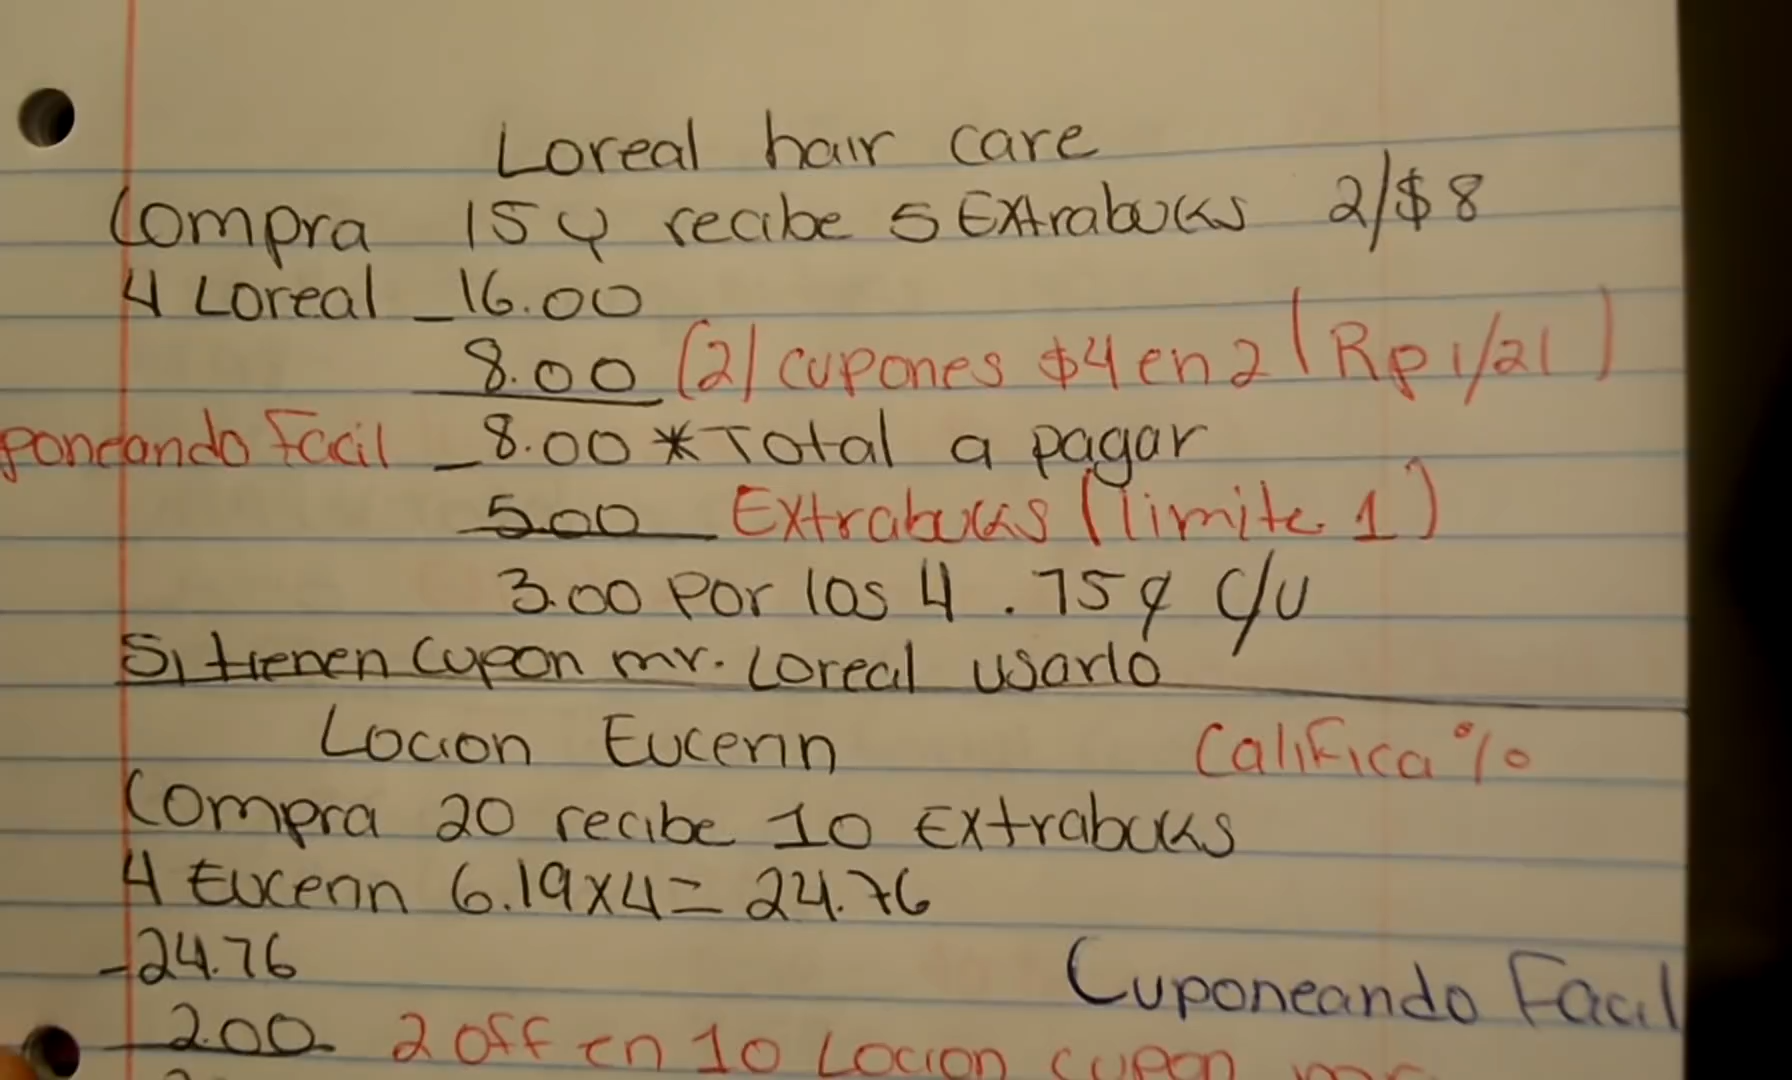 Loreal hair care
Compra 15 y recibe 5 Extrabucks 2/$8
4 Loreal _16.00
8.00 (2) cupones $4 en 2 (Rp 1/21)
poneando Facil _8.00 *Total a pagar
5.00 Extrabucks (limite 1)
3.00 por los 4 . 75¢ c/u
Si tienen cupon mr. Loreal usarlo
Locion Eucerin Califica %
Compra 20 recibe 10 Extrabucks
4 Eucerin 6.19x4= 24.76
-24.76
Cuponeando Facil
2.00 2 off en 10 Locion cupon